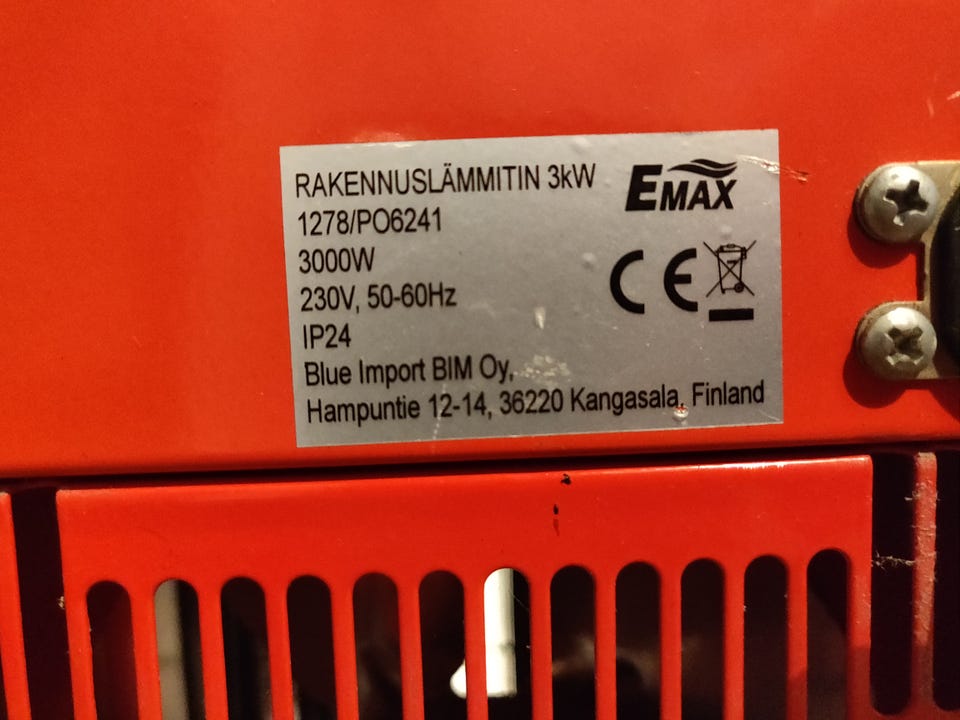 RAKENNUSLÄMMITIN 3kW
EMAX
1278/PO6241
3000W
230V, 50-60Hz
CE
IP24
Blue Import BIM Oy,
Hampuntie 12-14, 36220 Kangasala, Finland